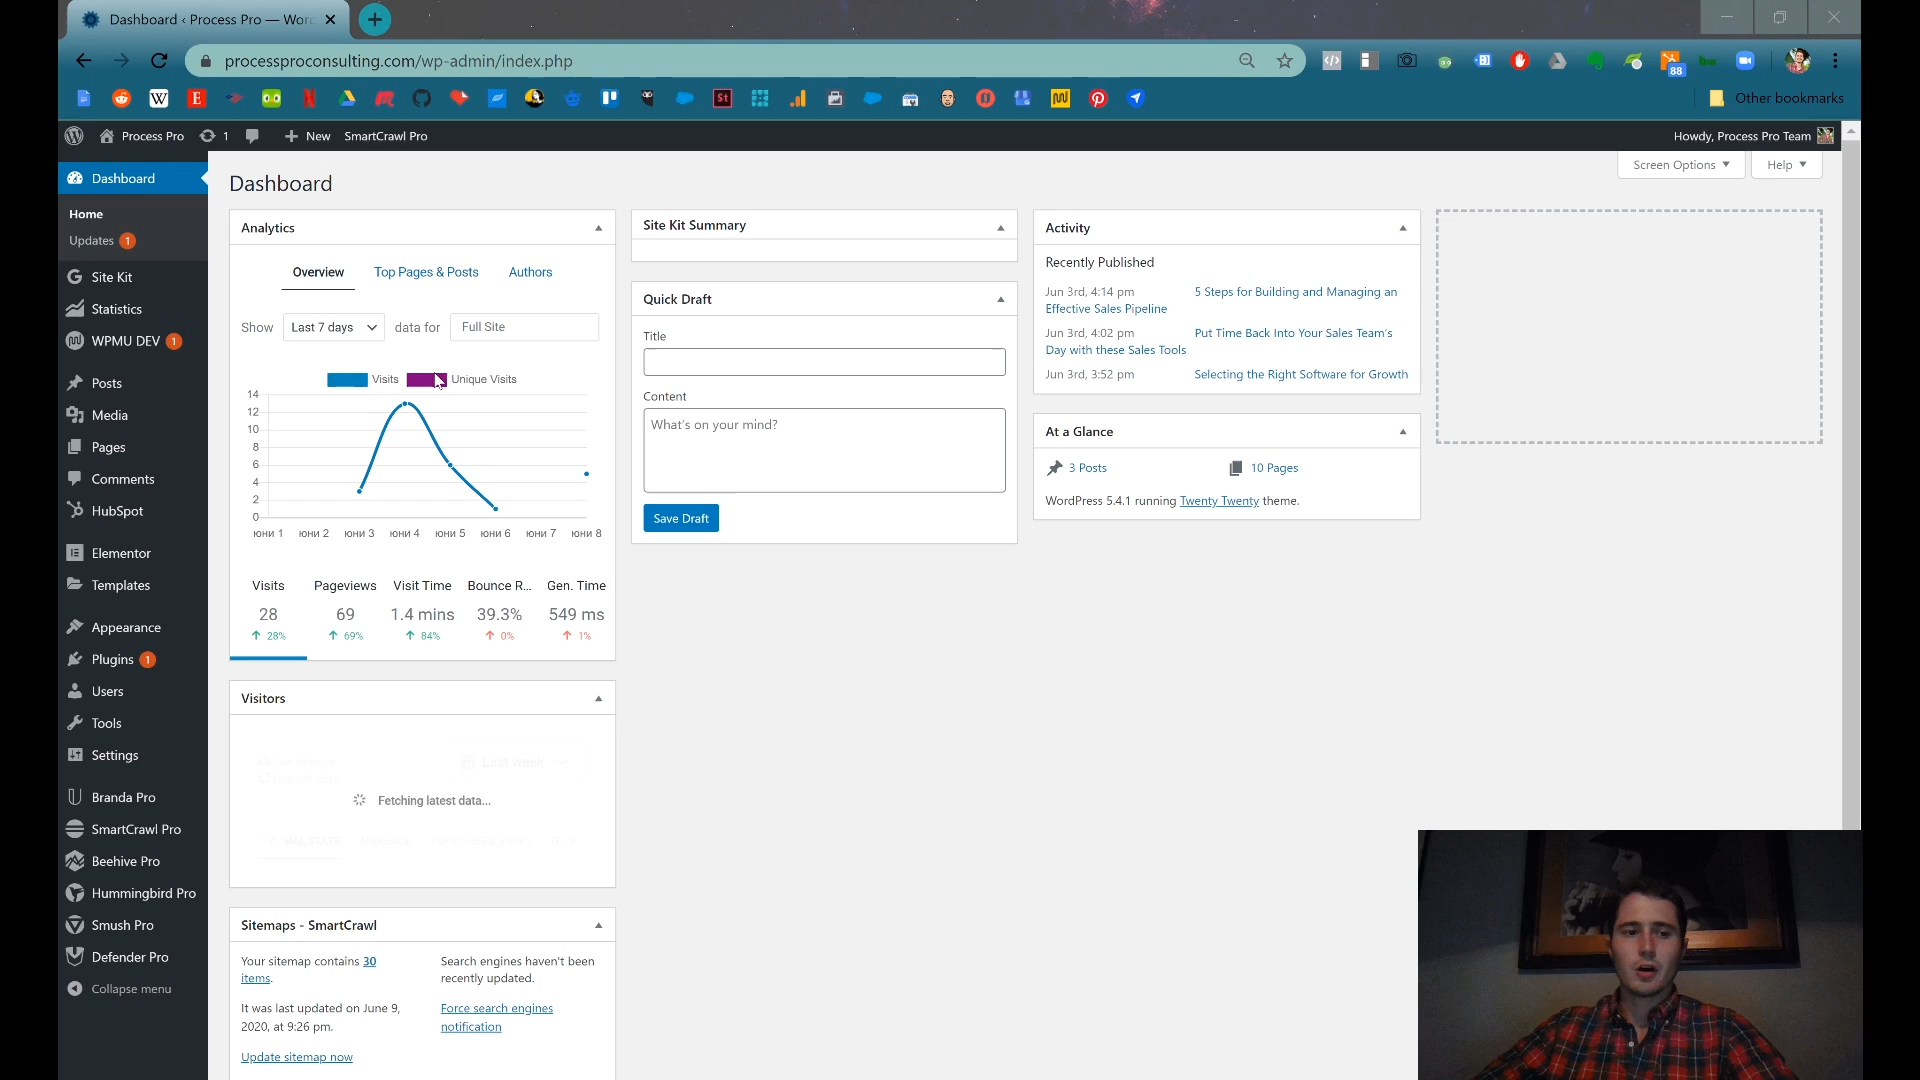 Dashboard ‹ Process Pro — Wor
processproconsulting.com/wp-admin/index.php
88
Other bookmarks
Process Pro
1
New
SmartCrawl Pro
Howdy, Process Pro Team
Dashboard
Screen Options
Help
Home
Updates 1
Site Kit
Statistics
WPMU DEV 1
Posts
Media
Pages
Comments
HubSpot
Elementor
Templates
Appearance
Plugins 1
Users
Tools
Settings
Branda Pro
SmartCrawl Pro
Beehive Pro
Hummingbird Pro
Smush Pro
Defender Pro
Collapse menu
Dashboard
Analytics
Overview
Top Pages & Posts
Authors
Show Last 7 days data for Full Site
Visits Unique Visits
14
12
10
8
6
4
2
0
юни 1 юни 2 юни 3 юни 4 юни 5 юни 6 юни 7 юни 8
Visits Pageviews Visit Time Bounce R... Gen. Time
28 69 1.4 mins 39.3% 549 ms
28% 69% 84% 0% 1%
Visitors
Last week
Fetching latest data...
Sitemaps - SmartCrawl
Your sitemap contains 30
items.
It was last updated on June 9,
2020, at 9:26 pm.
Update sitemap now
Search engines haven't been
recently updated.
Force search engines
notification
Site Kit Summary
Quick Draft
Title
Content
What's on your mind?
Save Draft
Activity
Recently Published
Jun 3rd, 4:14 pm 5 Steps for Building and Managing an
Effective Sales Pipeline
Jun 3rd, 4:02 pm Put Time Back Into Your Sales Team's
Day with these Sales Tools
Jun 3rd, 3:52 pm Selecting the Right Software for Growth
At a Glance
3 Posts
10 Pages
WordPress 5.4.1 running Twenty Twenty theme.